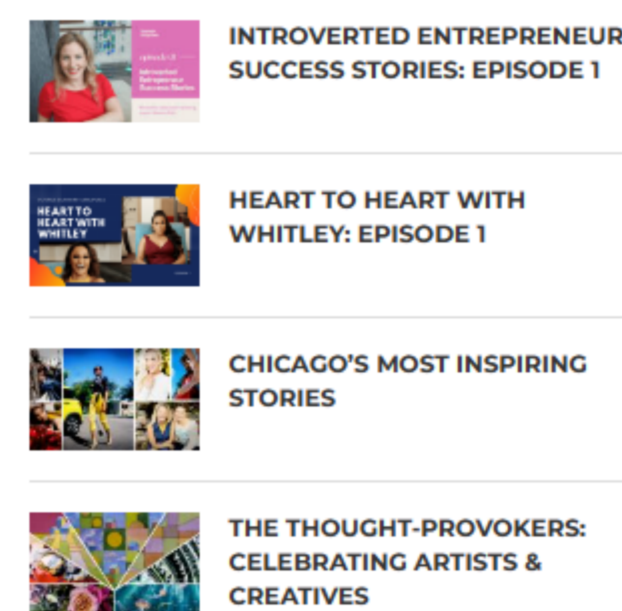 INTROVERTED ENTREPRENEUR
SUCCESS STORIES: EPISODE 1
HEART TO
HEART WITH
WHITLEY
HEART TO HEART WITH
WHITLEY: EPISODE 1
CHICAGO'S MOST INSPIRING
STORIES
THE THOUGHT-PROVOKERS:
CELEBRATING ARTISTS &
CREATIVES